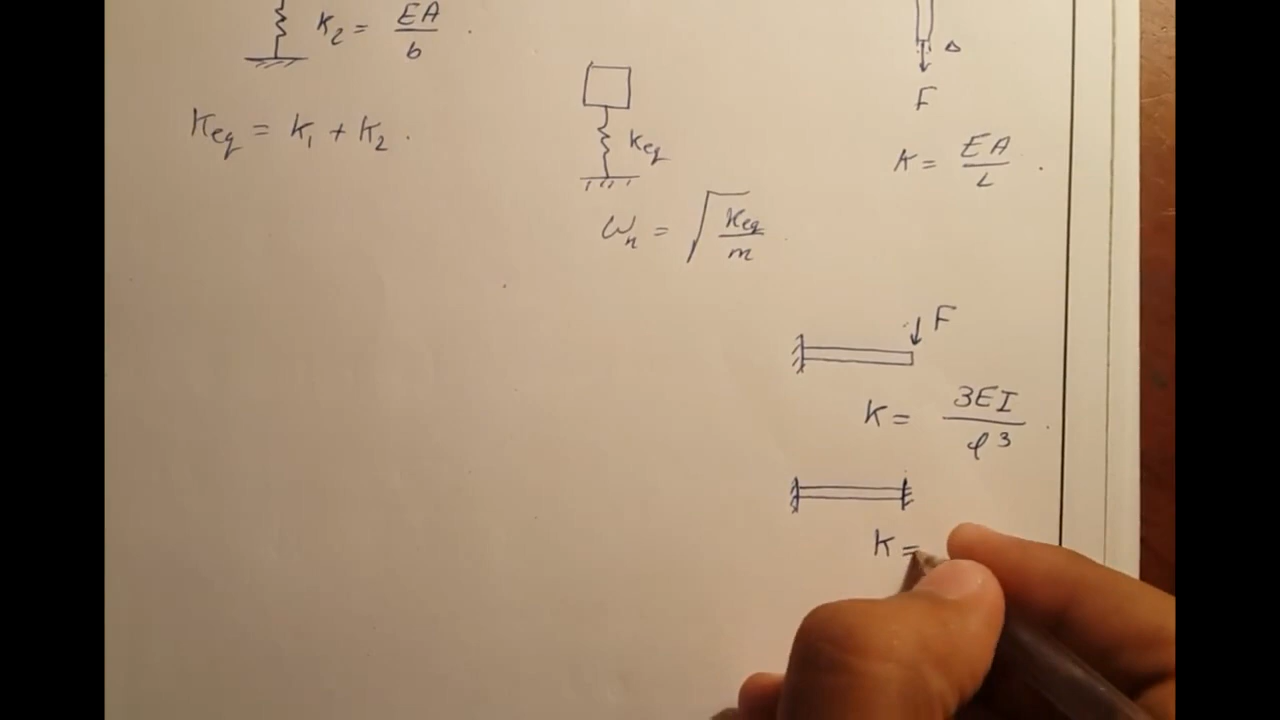 K₂ = EA/b .
Δ
F
Keq = K₁ + K₂ .
Keq
K = EA/L .
ωn = √(Keq/m)
F
K = 3EI/ℓ³ .
K =